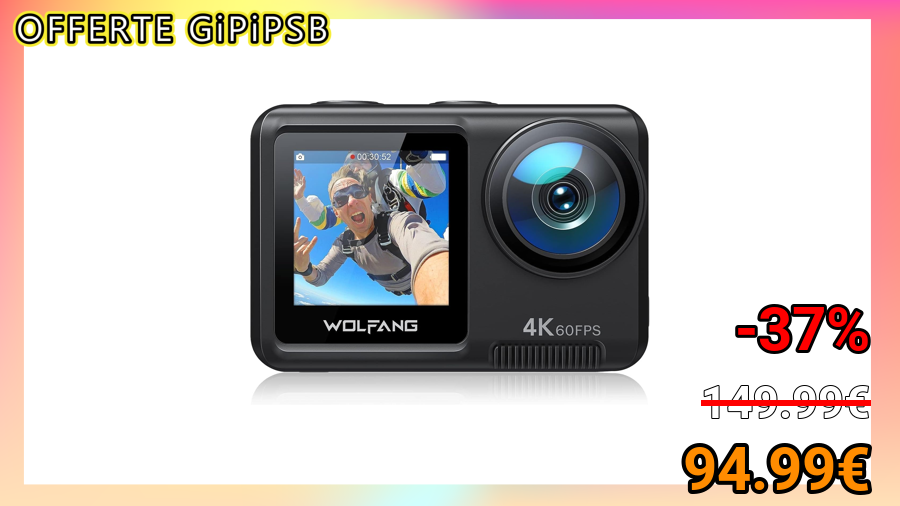 OFFERTE GiPiPSB
00:30:52
WOLFANG
4K60FPS
-37%
149.99€
94.99€